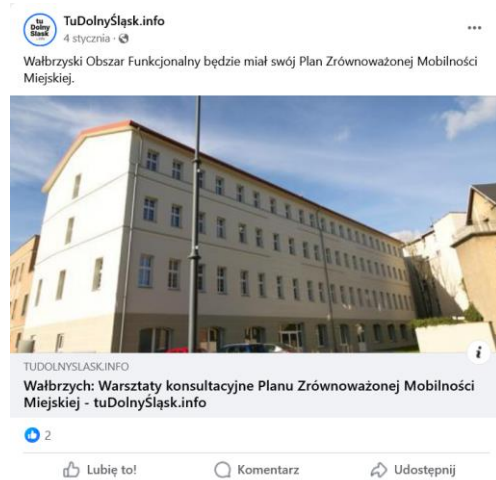 tu
Dolny
Śląsk
TuDolnyŚląsk.info
4 stycznia ·
Wałbrzyski Obszar Funkcjonalny będzie miał swój Plan Zrównoważonej Mobilności
Miejskiej.
TUDOLNYSLASK.INFO
Wałbrzych: Warsztaty konsultacyjne Planu Zrównoważonej Mobilności
Miejskiej - tuDolnyŚląsk.info
2
Lubię to!
Komentarz
Udostępnij